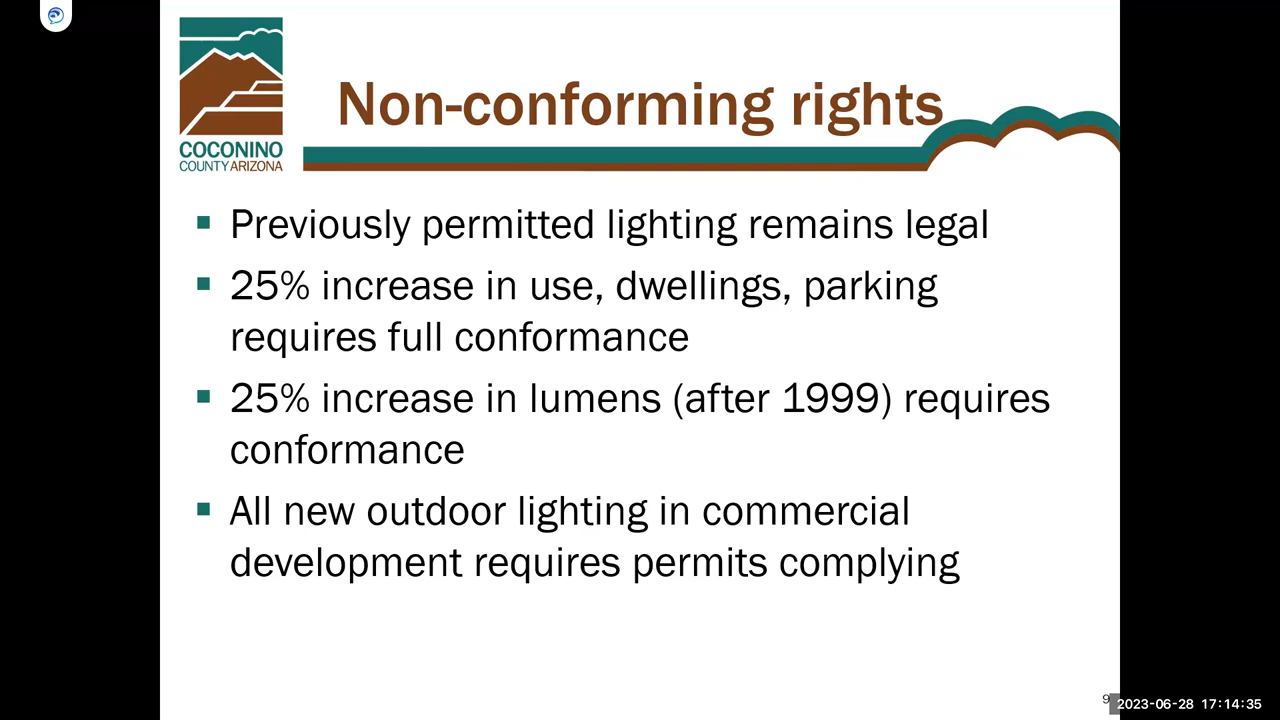 COCONINO
COUNTY ARIZONA
Non-conforming rights
Previously permitted lighting remains legal
25% increase in use, dwellings, parking
requires full conformance
25% increase in lumens (after 1999) requires
conformance
All new outdoor lighting in commercial
development requires permits complying
9
2023-06-28 17:14:35